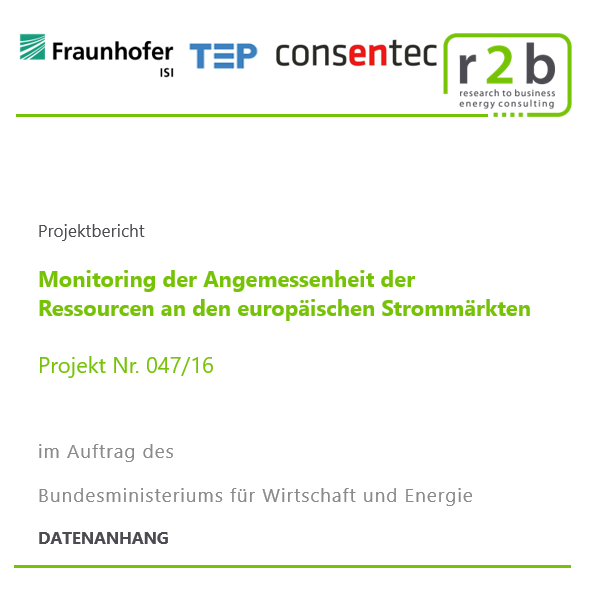 Fraunhofer
ISI
TEP
consentec
r2b
research to business
energy consulting
Projektbericht
Monitoring der Angemessenheit der
Ressourcen an den europäischen Strommärkten
Projekt Nr. 047/16
im Auftrag des
Bundesministeriums für Wirtschaft und Energie
DATENANHANG